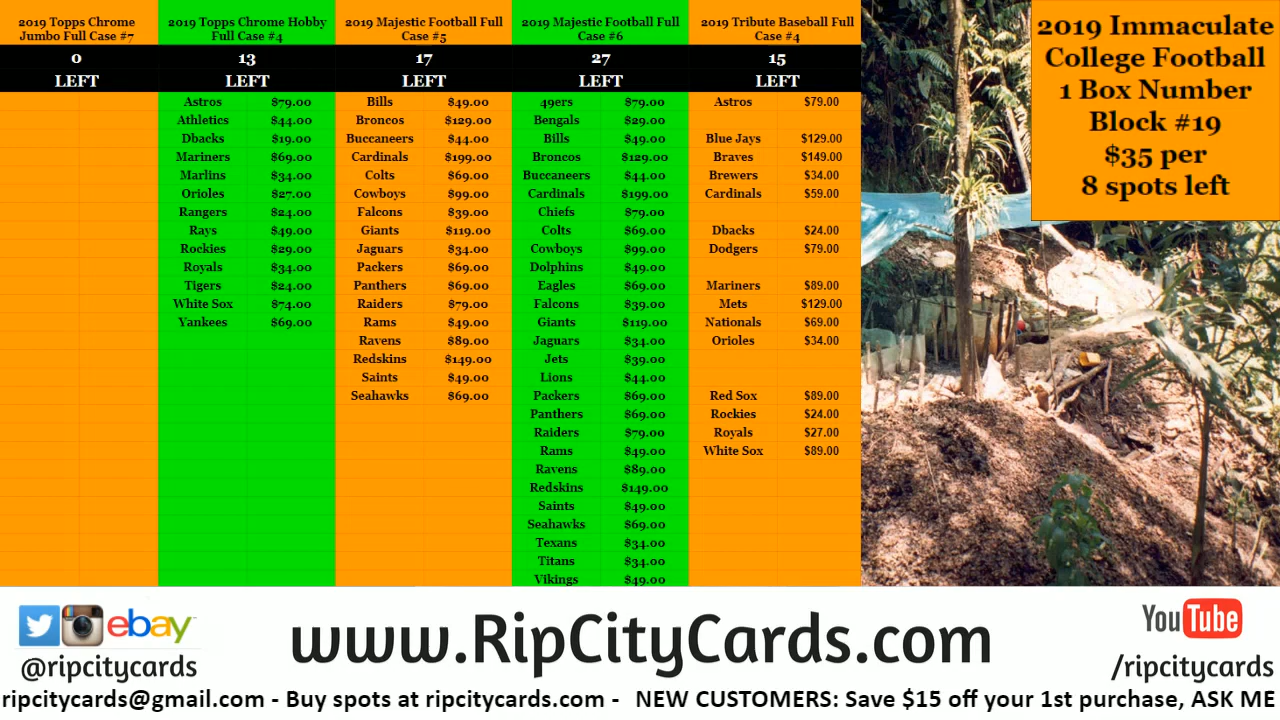 2019 Topps Chrome
Jumbo Full Case #7
0
LEFT
2019 Topps Chrome Hobby
Full Case #4
13
LEFT
Astros $79.00
Athletics $44.00
Dbacks $19.00
Mariners $69.00
Marlins $34.00
Orioles $27.00
Rangers $24.00
Rays $49.00
Rockies $29.00
Royals $34.00
Tigers $24.00
White Sox $74.00
Yankees $69.00
2019 Majestic Football Full
Case #5
17
LEFT
Bills $49.00
Broncos $129.00
Buccaneers $44.00
Cardinals $199.00
Colts $69.00
Cowboys $99.00
Falcons $39.00
Giants $119.00
Jaguars $34.00
Packers $69.00
Panthers $69.00
Raiders $79.00
Rams $49.00
Ravens $89.00
Redskins $149.00
Saints $49.00
Seahawks $69.00
2019 Majestic Football Full
Case #6
27
LEFT
49ers $79.00
Bengals $29.00
Bills $49.00
Broncos $129.00
Buccaneers $44.00
Cardinals $199.00
Chiefs $79.00
Colts $69.00
Cowboys $99.00
Dolphins $49.00
Eagles $69.00
Falcons $39.00
Giants $119.00
Jaguars $34.00
Jets $39.00
Lions $44.00
Packers $69.00
Panthers $69.00
Raiders $79.00
Rams $49.00
Ravens $89.00
Redskins $149.00
Saints $49.00
Seahawks $69.00
Texans $34.00
Titans $34.00
Vikings $49.00
2019 Tribute Baseball Full
Case #4
15
LEFT
Astros $79.00
Blue Jays $129.00
Braves $149.00
Brewers $34.00
Cardinals $59.00
Dbacks $24.00
Dodgers $79.00
Mariners $89.00
Mets $129.00
Nationals $69.00
Orioles $34.00
Red Sox $89.00
Rockies $24.00
Royals $27.00
White Sox $89.00
2019 Immaculate
College Football
1 Box Number
Block #19
$35 per
8 spots left
ebay
@ripcitycards
www.RipCityCards.com
YouTube
/ripcitycards
ripcitycards@gmail.com - Buy spots at ripcitycards.com - NEW CUSTOMERS: Save $15 off your 1st purchase, ASK ME